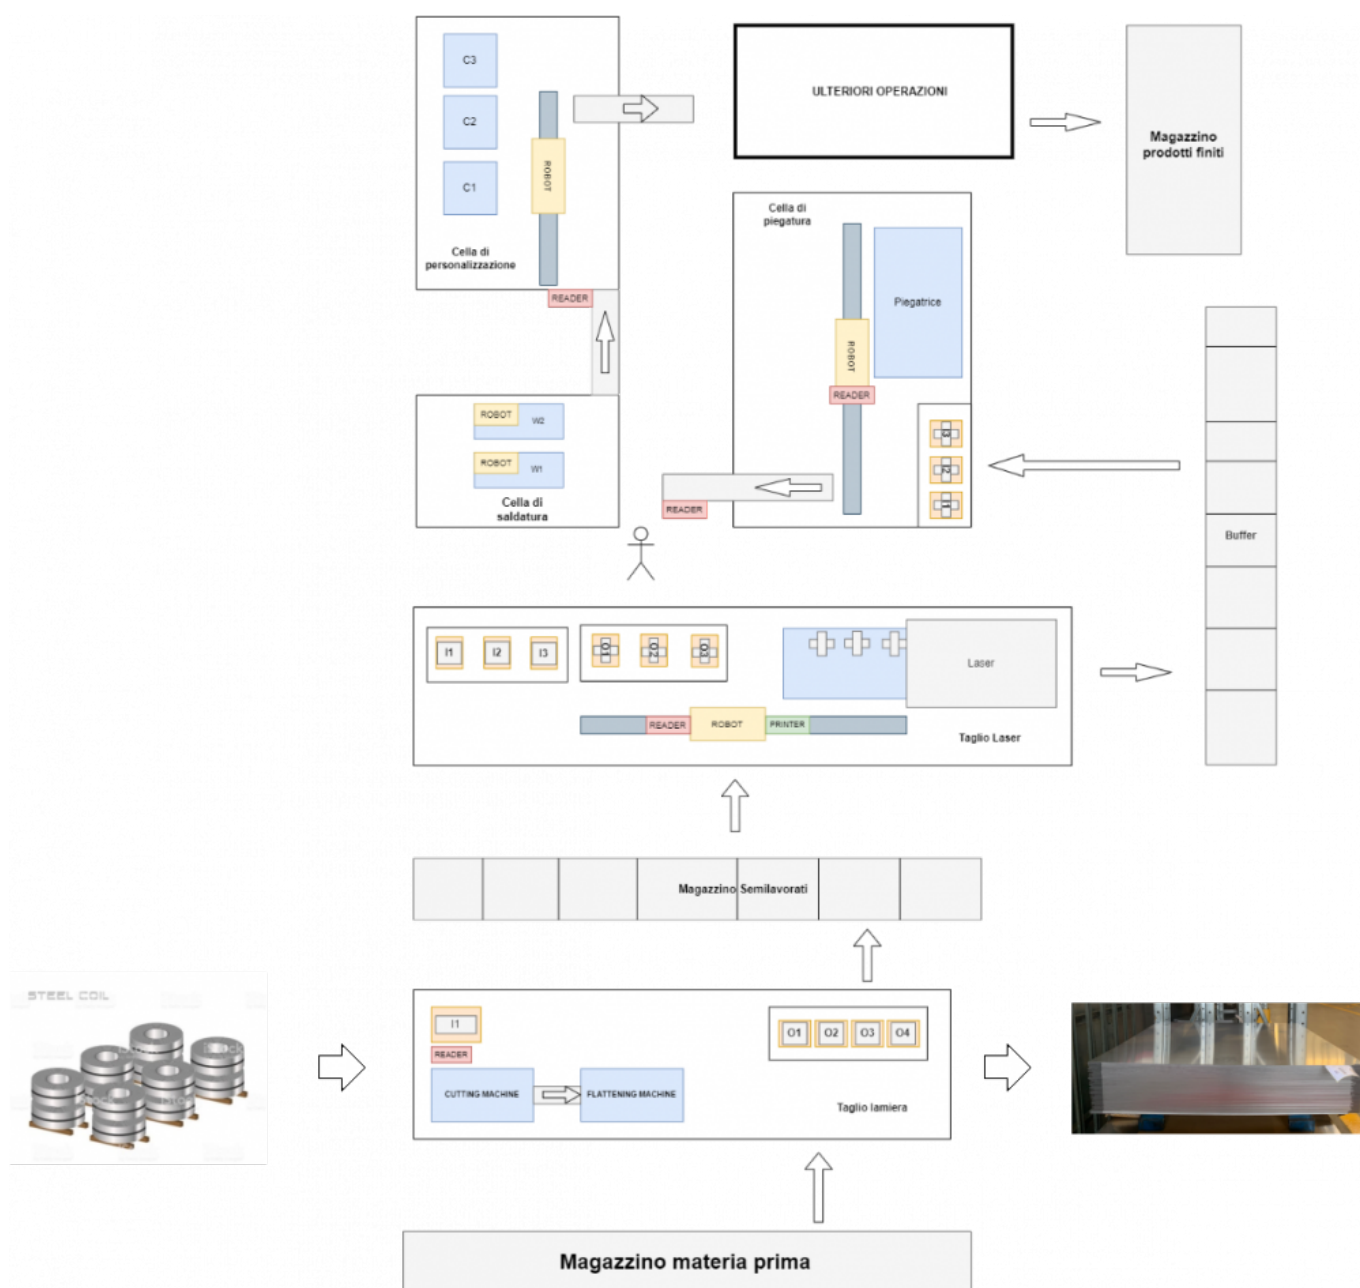 C3
C2
C1
ROBOT
Cella di
personalizzazione
READER
ULTERIORI OPERAZIONI
Magazzino
prodotti finiti
Cella di
piegatura
Piegatrice
ROBOT
READER
I3
I2
I1
READER
ROBOT
W2
ROBOT
W1
Cella di
saldatura
Buffer
I1
I2
I3
O1
O2
O3
Laser
READER
ROBOT
PRINTER
Taglio Laser
Magazzino Semilavorati
STEEL COIL
I1
READER
CUTTING MACHINE
FLATTENING MACHINE
O1
O2
O3
O4
Taglio lamiera
Magazzino materia prima